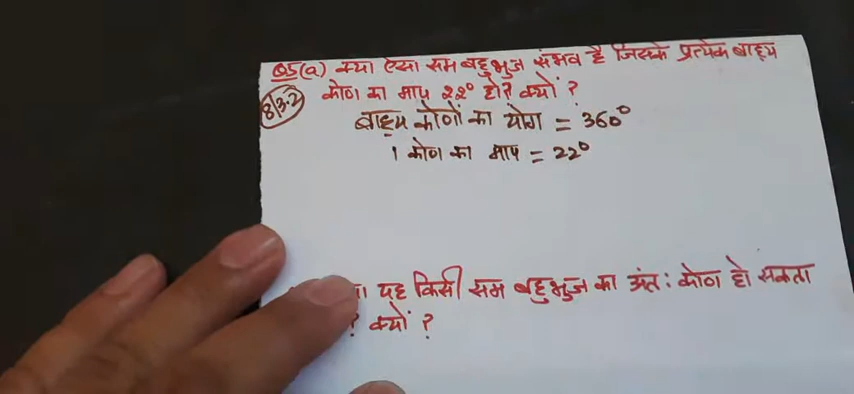 Q5(a) क्या ऐसा सम बहुभुज संभव है जिसके प्रत्येक बाह्य
8/3.2 कोण का माप 22° हो? क्यों ?
बाह्य कोणों का योग = 360°
1 कोण का माप = 22°
यह किसी सम बहुभुज का अंत: कोण हो सकता
? क्यों ?